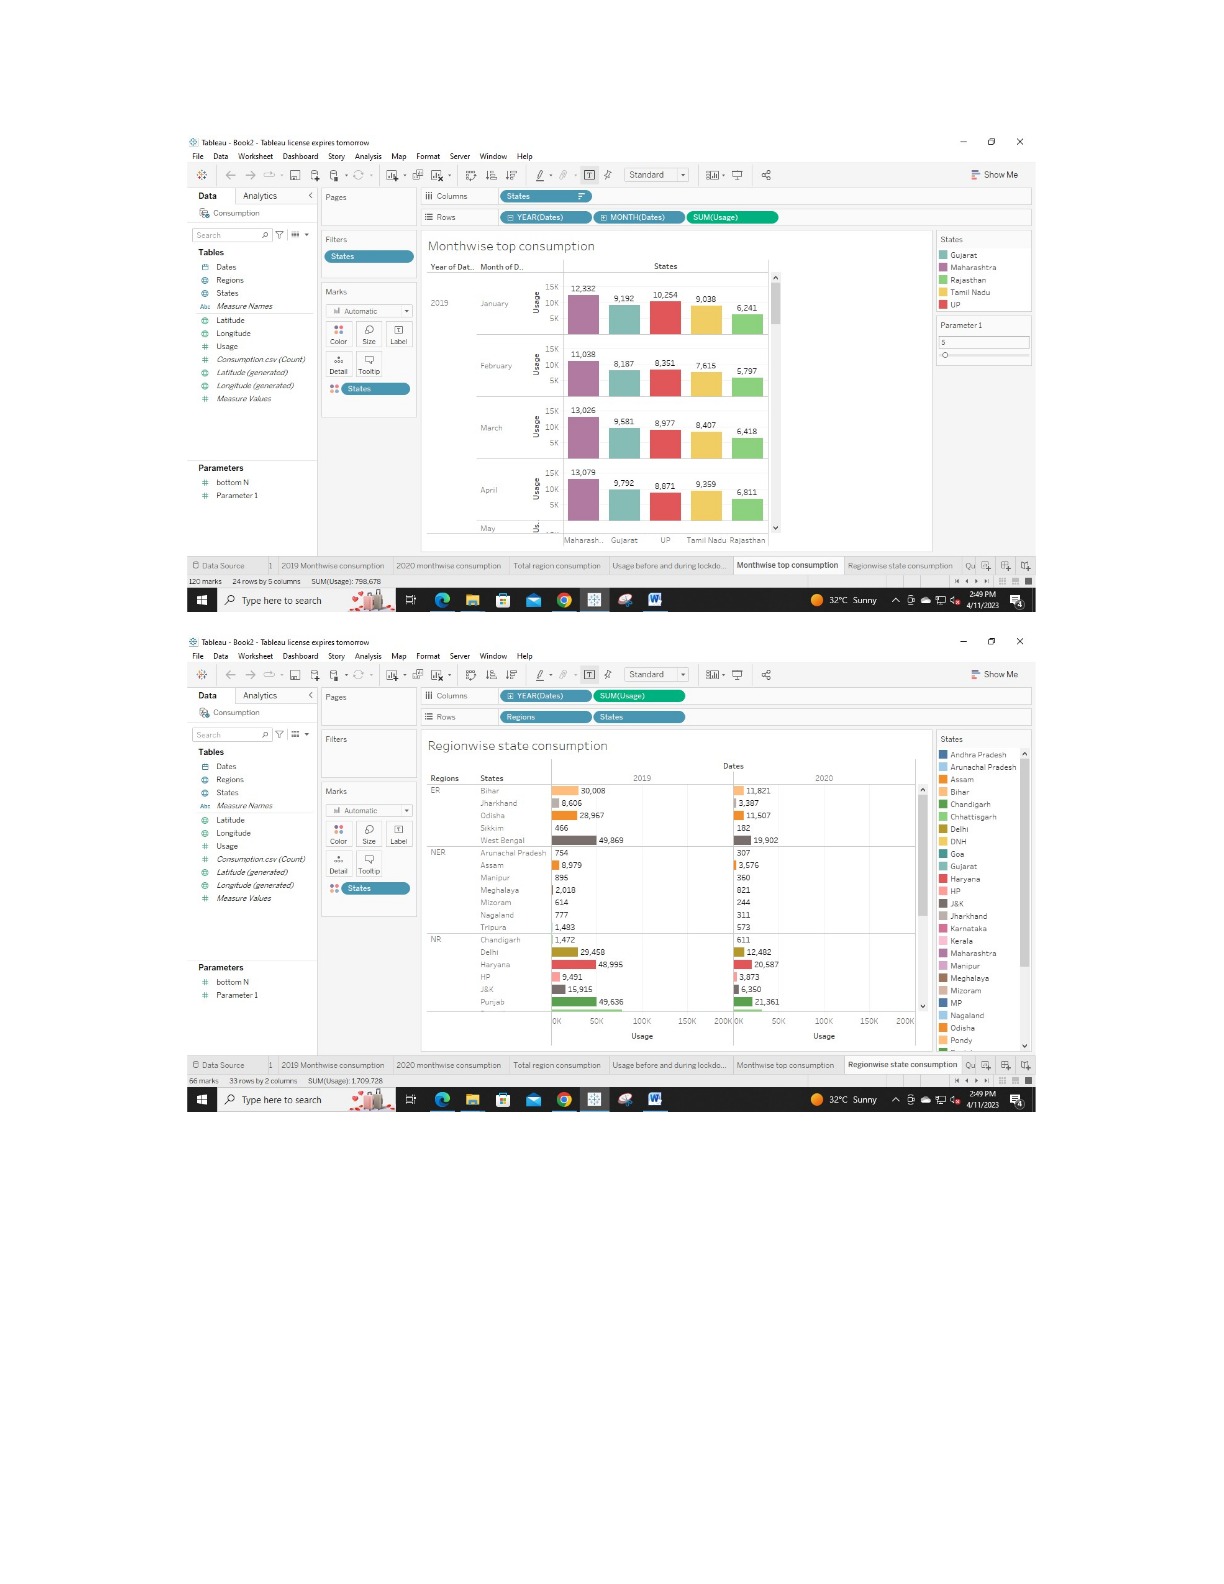 Tableau - Book2 - Tableau license expires tomorrow
File Data Worksheet Dashboard Story Analysis Map Format Server Window Help
Standard
Show Me
Data Analytics
Pages
Columns States
Consumption
Rows YEAR(Dates) MONTH(Dates) SUM(Usage)
Search
Filters
States
Monthwise top consumption
Tables
Dates
Regions
States
Abc Measure Names
Latitude
Longitude
Usage
Consumption.csv (Count)
Latitude (generated)
Longitude (generated)
Measure Values
Parameters
bottom N
Parameter 1
Marks
Automatic
Color Size Label
Detail Tooltip
States
Year of Dat.. Month of D.. States
2019 January Usage 15K 10K 5K 12,332 9,192 10,254 9,038 6,241
February Usage 15K 10K 5K 11,038 8,187 8,351 7,615 5,797
March Usage 15K 10K 5K 13,026 9,581 8,977 8,407 6,418
April Usage 15K 10K 5K 13,079 9,792 8,871 9,359 6,811
May Us..
Maharash.. Gujarat UP Tamil Nadu Rajasthan
States
Gujarat
Maharashtra
Rajasthan
Tamil Nadu
UP
Parameter 1
5
Data Source 1 2019 Monthwise consumption 2020 monthwise consumption Total region consumption Usage before and during lockdo... Monthwise top consumption Regionwise state consumption Qu
120 marks 24 rows by 5 columns SUM(Usage): 798,678
Type here to search
32°C Sunny
2:49 PM
4/11/2023
4
Tableau - Book2 - Tableau license expires tomorrow
File Data Worksheet Dashboard Story Analysis Map Format Server Window Help
Standard
Show Me
Data Analytics
Pages
Columns YEAR(Dates) SUM(Usage)
Consumption
Rows Regions States
Search
Filters
Regionwise state consumption
Tables
Dates
Regions
States
Abc Measure Names
Latitude
Longitude
Usage
Consumption.csv (Count)
Latitude (generated)
Longitude (generated)
Measure Values
Parameters
bottom N
Parameter 1
Marks
Automatic
Color Size Label
Detail Tooltip
States
Dates
Regions States 2019 2020
ER Bihar 30,008 11,821
Jharkhand 8,606 3,387
Odisha 28,967 11,507
Sikkim 466 182
West Bengal 49,869 19,902
NER Arunachal Pradesh 754 307
Assam 8,979 3,576
Manipur 895 360
Meghalaya 2,018 821
Mizoram 614 244
Nagaland 777 311
Tripura 1,483 573
NR Chandigarh 1,472 611
Delhi 29,458 12,482
Haryana 48,995 20,587
HP 9,491 3,873
J&K 15,915 6,350
Punjab 49,636 21,361
0K 50K 100K 150K 200K 0K 50K 100K 150K 200K
Usage Usage
States
Andhra Pradesh
Arunachal Pradesh
Assam
Bihar
Chandigarh
Chhattisgarh
Delhi
DNH
Goa
Gujarat
Haryana
HP
J&K
Jharkhand
Karnataka
Kerala
Maharashtra
Manipur
Meghalaya
Mizoram
MP
Nagaland
Odisha
Pondy
Data Source 1 2019 Monthwise consumption 2020 monthwise consumption Total region consumption Usage before and during lockdo... Monthwise top consumption Regionwise state consumption Qu
66 marks 33 rows by 2 columns SUM(Usage): 1,709,728
Type here to search
32°C Sunny
2:49 PM
4/11/2023
4